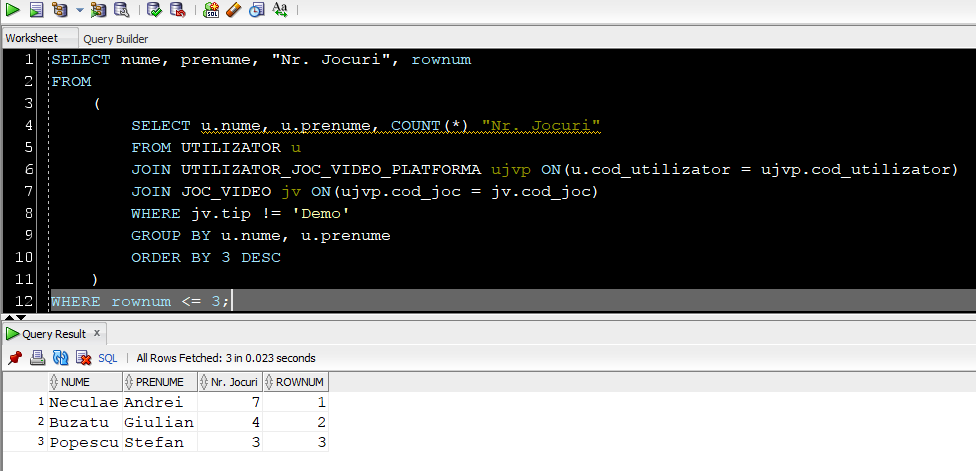 SQL
Aa
Worksheet Query Builder
1 SELECT nume, prenume, "Nr. Jocuri", rownum
2 FROM
3 (
4 SELECT u.nume, u.prenume, COUNT(*) "Nr. Jocuri"
5 FROM UTILIZATOR u
6 JOIN UTILIZATOR_JOC_VIDEO_PLATFORMA ujvp ON(u.cod_utilizator = ujvp.cod_utilizator)
7 JOIN JOC_VIDEO jv ON(ujvp.cod_joc = jv.cod_joc)
8 WHERE jv.tip != 'Demo'
9 GROUP BY u.nume, u.prenume
10 ORDER BY 3 DESC
11 )
12 WHERE rownum <= 3;
Query Result x
SQL | All Rows Fetched: 3 in 0.023 seconds
NUME PRENUME Nr. Jocuri ROWNUM
1 Neculae Andrei 7 1
2 Buzatu Giulian 4 2
3 Popescu Stefan 3 3